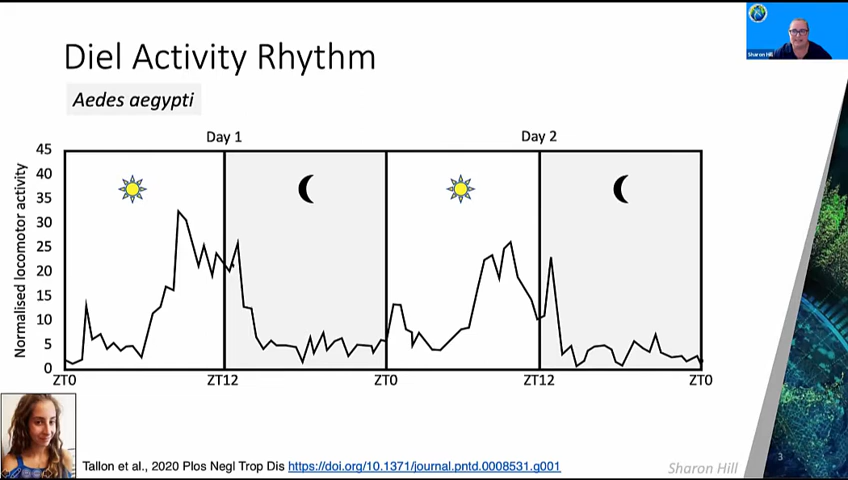 Sharon Hill
Diel Activity Rhythm
Aedes aegypti
Day 1
Day 2
Normalised locomotor activity
45
40
35
30
25
20
15
10
5
0
ZT0
ZT12
ZT0
ZT12
ZT0
Tallon et al., 2020 Plos Negl Trop Dis https://doi.org/10.1371/journal.pntd.0008531.g001
Sharon Hill
3